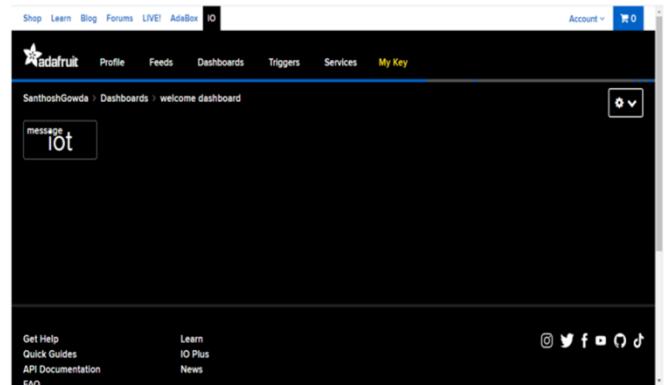 Shop Learn Blog Forums LIVE! AdaBox IO Account 0
adafruit Profile Feeds Dashboards Triggers Services My Key
SanthoshGowda > Dashboards > welcome dashboard
message
iot
Get Help Learn
Quick Guides IO Plus
API Documentation News
FAQ